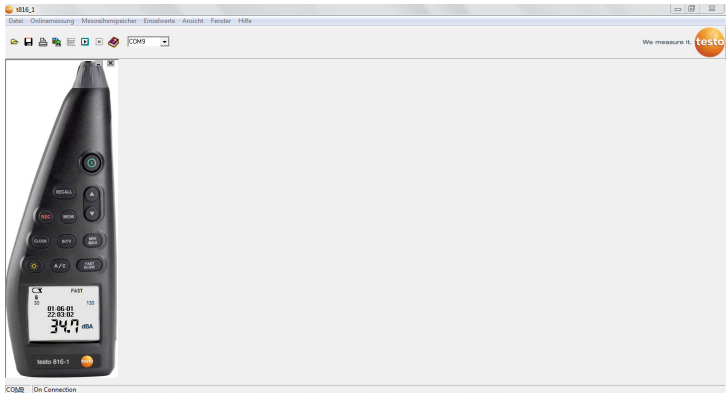 t816_1
Datei Onlinemessung Messreihenspeicher Einzelwerte Ansicht Fenster Hilfe
COM9
We measure it. testo
RECALL
REC MEM
CLOCK INTV MIN MAX
A/C FAST SLOW
FAST
30 130
01-06-01
22:03:02
34.7 dBA
testo 816-1
COM9 On Connection